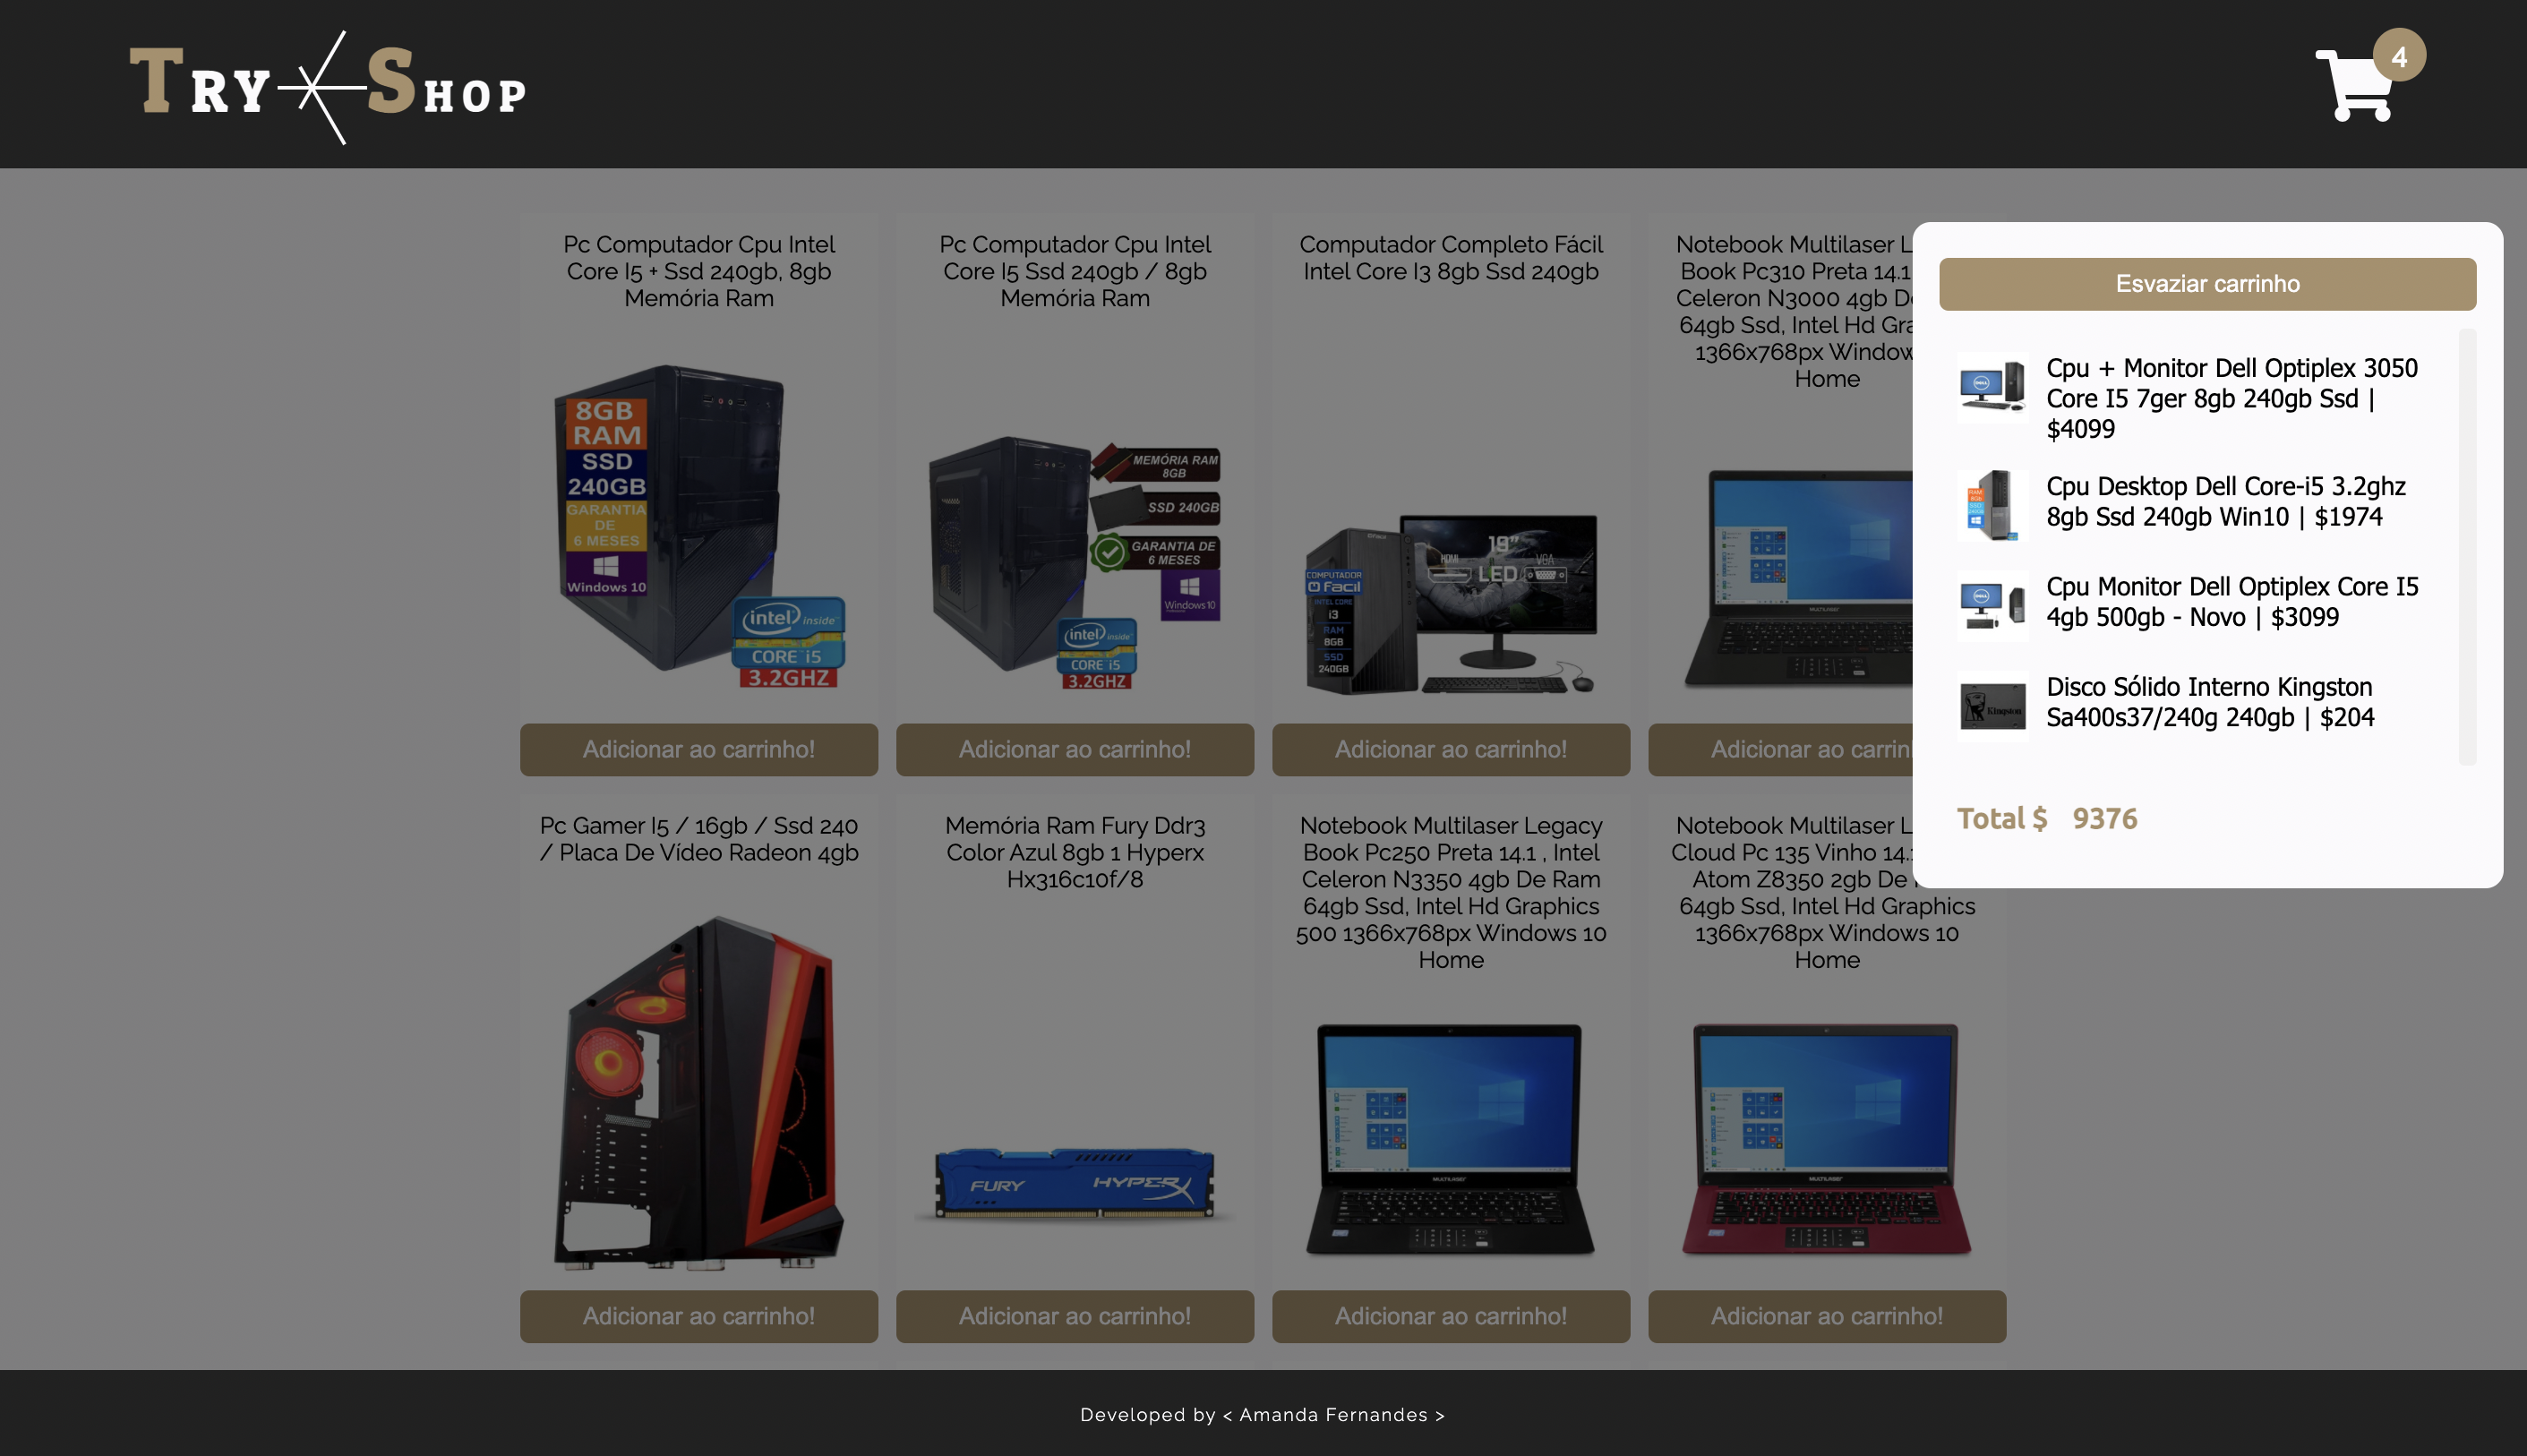 TRY SHOP
4
Pc Computador Cpu Intel
Core I5 + Ssd 240gb, 8gb
Memória Ram
8GB
RAM
SSD
240GB
GARANTIA
DE
6 MESES
Windows 10
intel inside
CORE i5
3.2GHZ
Adicionar ao carrinho!
Pc Computador Cpu Intel
Core I5 Ssd 240gb / 8gb
Memória Ram
MEMÓRIA RAM
8GB
SSD 240GB
GARANTIA DE
6 MESES
Windows 10
intel inside
CORE i5
3.2GHZ
Adicionar ao carrinho!
Computador Completo Fácil
Intel Core I3 8gb Ssd 240gb
COMPUTADOR
facil
INTEL CORE
i3
RAM
8GB
SSD
240GB
19"
HDMI
LED
VGA
Adicionar ao carrinho!
Notebook Multilaser L
Book Pc310 Preta 14.1
Celeron N3000 4gb D
64gb Ssd, Intel Hd Gra
1366x768px Window
Home
MULTILASER
Adicionar ao carrin
Esvaziar carrinho
Cpu + Monitor Dell Optiplex 3050
Core I5 7ger 8gb 240gb Ssd |
$4099
Cpu Desktop Dell Core-i5 3.2ghz
8gb Ssd 240gb Win10 | $1974
Cpu Monitor Dell Optiplex Core I5
4gb 500gb - Novo | $3099
Kingston
Disco Sólido Interno Kingston
Sa400s37/240g 240gb | $204
Total $ 9376
Pc Gamer I5 / 16gb / Ssd 240
/ Placa De Vídeo Radeon 4gb
Adicionar ao carrinho!
Memória Ram Fury Ddr3
Color Azul 8gb 1 Hyperx
Hx316c10f/8
FURY
HYPERX
Adicionar ao carrinho!
Notebook Multilaser Legacy
Book Pc250 Preta 14.1 , Intel
Celeron N3350 4gb De Ram
64gb Ssd, Intel Hd Graphics
500 1366x768px Windows 10
Home
MULTILASER
Adicionar ao carrinho!
Notebook Multilaser L
Cloud Pc 135 Vinho 14.
Atom Z8350 2gb De
64gb Ssd, Intel Hd Graphics
1366x768px Windows 10
Home
MULTILASER
Adicionar ao carrinho!
Developed by < Amanda Fernandes >